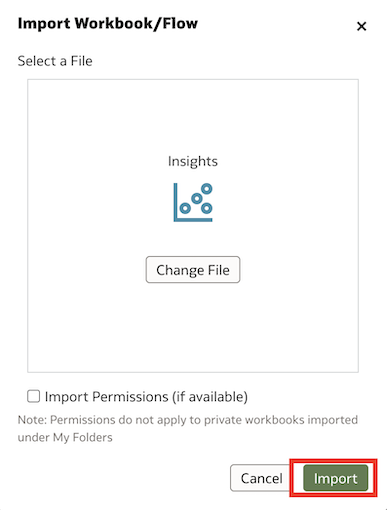 Import Workbook/Flow
Select a File
Insights
Change File
Import Permissions (if available)
Note: Permissions do not apply to private workbooks imported
under My Folders
Cancel
Import